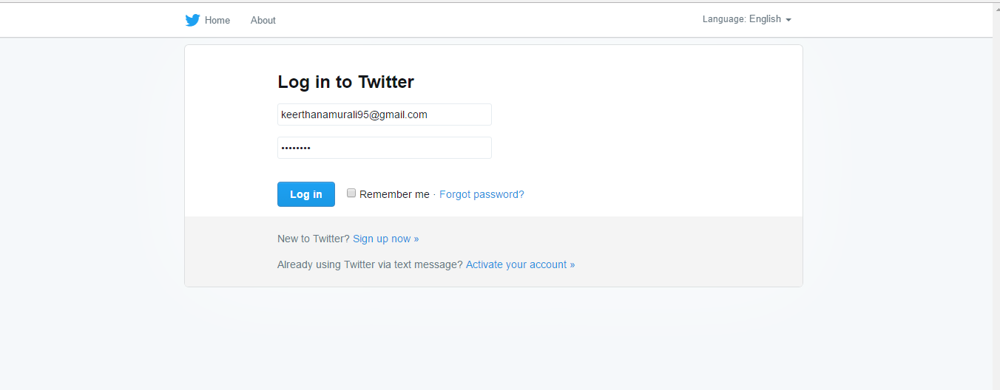 Home About Language: English
Log in to Twitter
keerthanamurali95@gmail.com
••••••••
Log in Remember me · Forgot password?
New to Twitter? Sign up now »
Already using Twitter via text message? Activate your account »